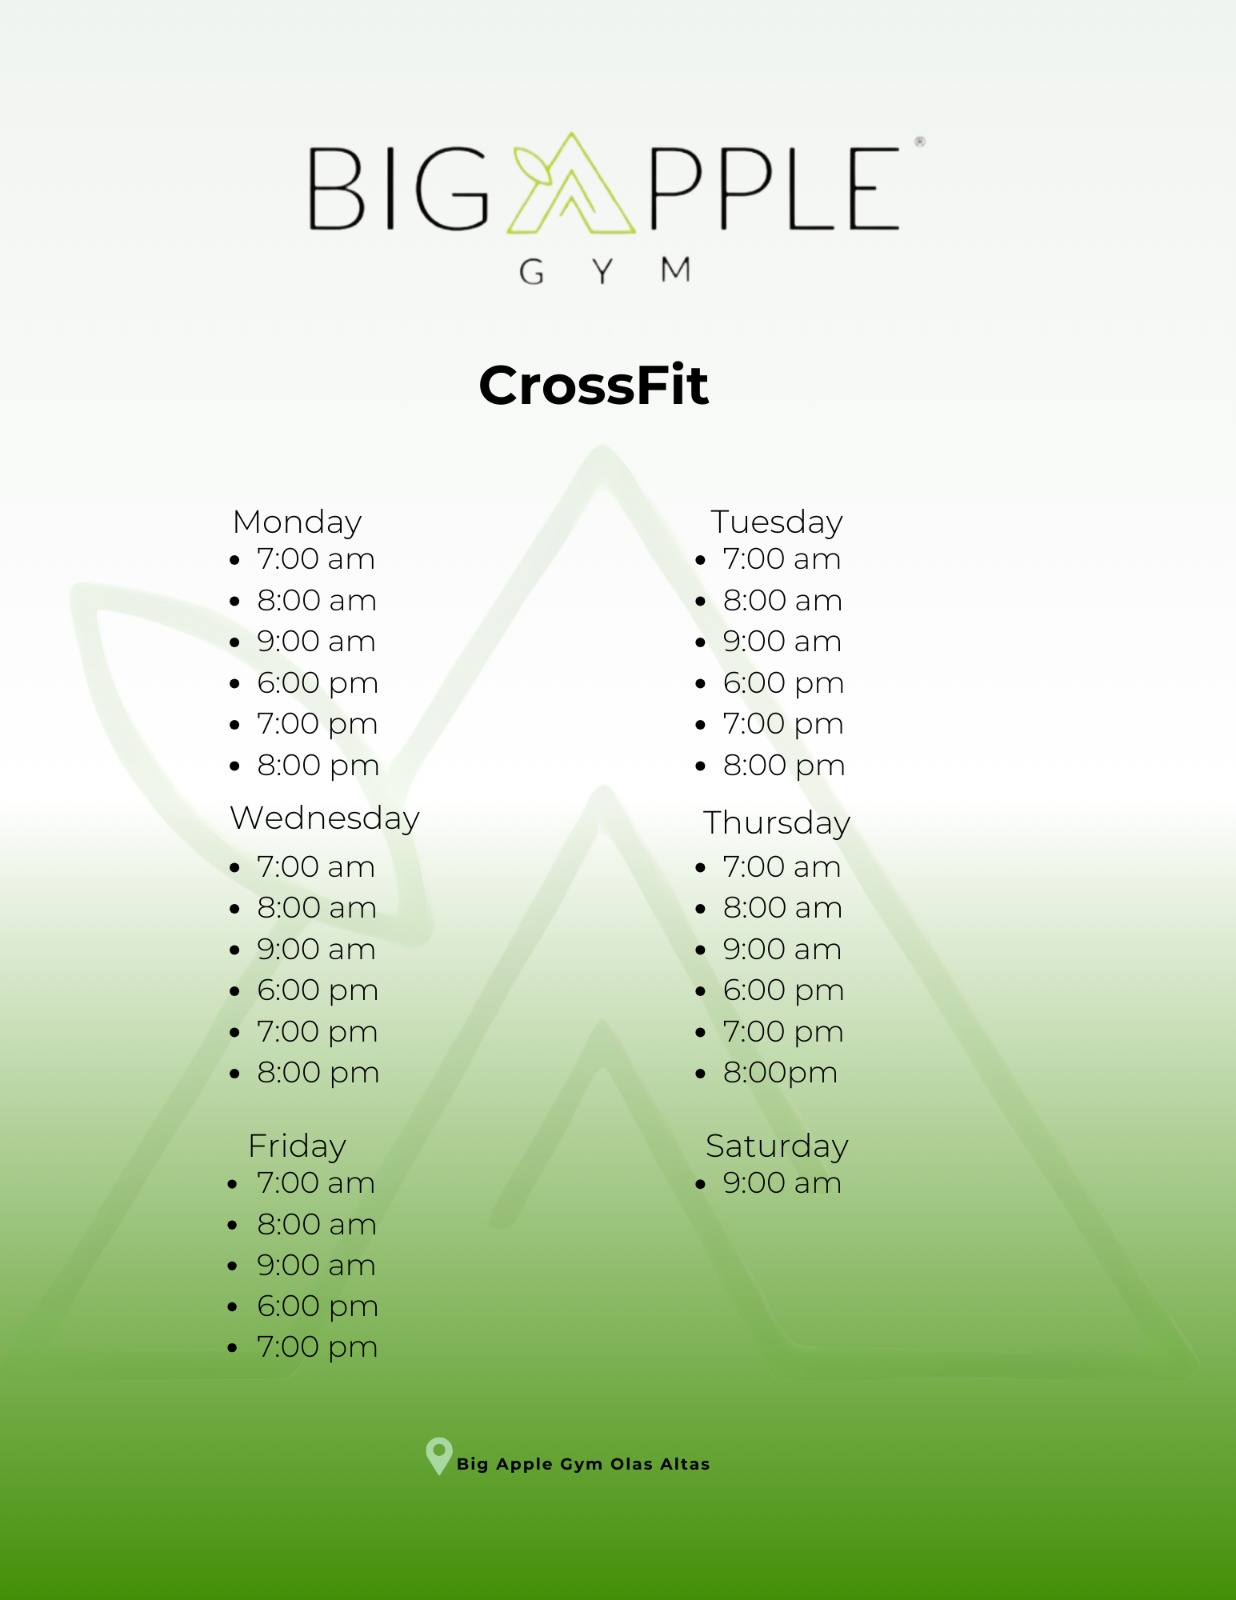 BIG APPLE®
GYM
CrossFit
Monday
• 7:00 am
• 8:00 am
• 9:00 am
• 6:00 pm
• 7:00 pm
• 8:00 pm
Tuesday
• 7:00 am
• 8:00 am
• 9:00 am
• 6:00 pm
• 7:00 pm
• 8:00 pm
Wednesday
• 7:00 am
• 8:00 am
• 9:00 am
• 6:00 pm
• 7:00 pm
• 8:00 pm
Thursday
• 7:00 am
• 8:00 am
• 9:00 am
• 6:00 pm
• 7:00 pm
• 8:00pm
Friday
• 7:00 am
• 8:00 am
• 9:00 am
• 6:00 pm
• 7:00 pm
Saturday
• 9:00 am
Big Apple Gym Olas Altas